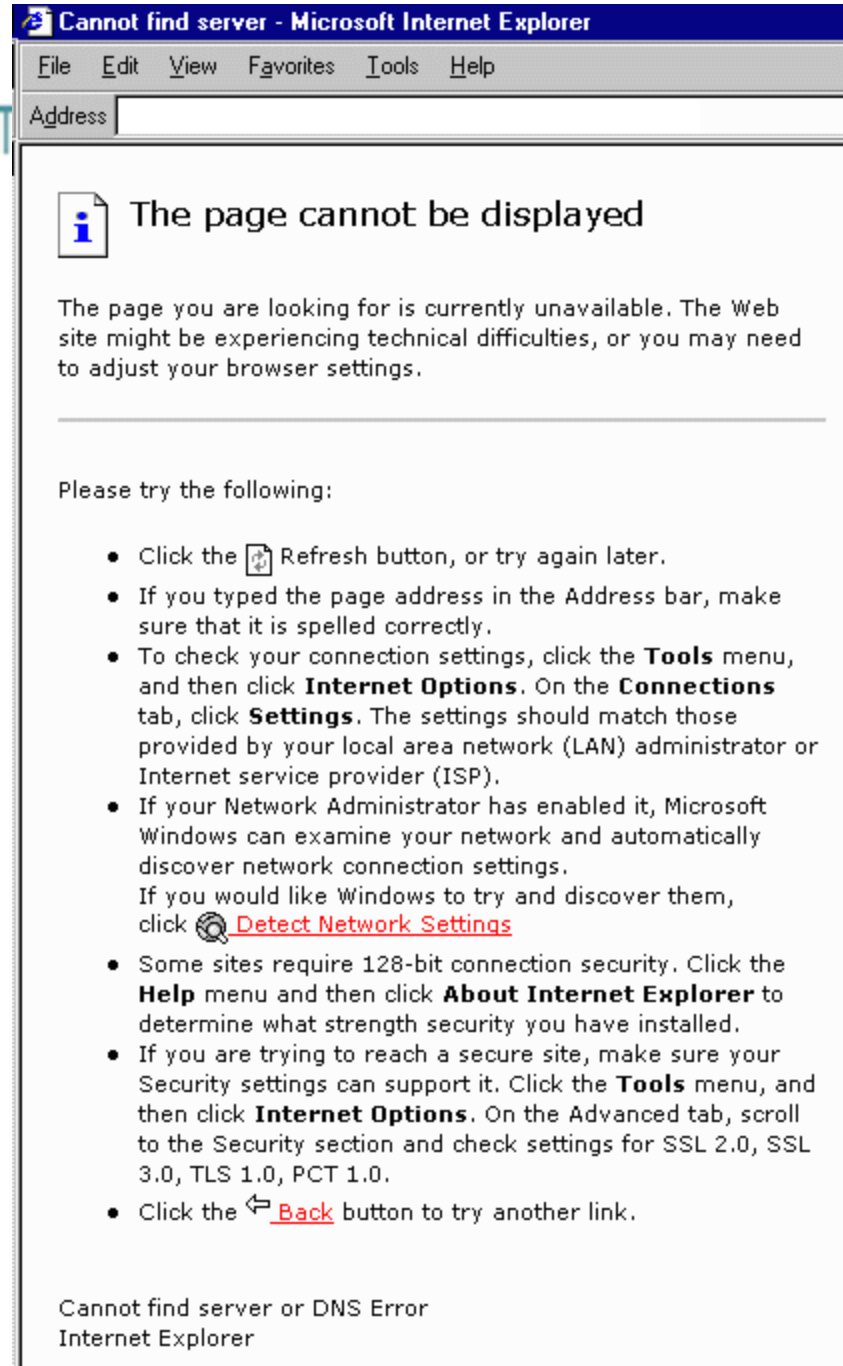 Cannot find server - Microsoft Internet Explorer
File Edit View Favorites Tools Help
Address
The page cannot be displayed
The page you are looking for is currently unavailable. The Web
site might be experiencing technical difficulties, or you may need
to adjust your browser settings.
Please try the following:
• Click the Refresh button, or try again later.
• If you typed the page address in the Address bar, make
sure that it is spelled correctly.
• To check your connection settings, click the Tools menu,
and then click Internet Options. On the Connections
tab, click Settings. The settings should match those
provided by your local area network (LAN) administrator or
Internet service provider (ISP).
• If your Network Administrator has enabled it, Microsoft
Windows can examine your network and automatically
discover network connection settings.
If you would like Windows to try and discover them,
click Detect Network Settings
• Some sites require 128-bit connection security. Click the
Help menu and then click About Internet Explorer to
determine what strength security you have installed.
• If you are trying to reach a secure site, make sure your
Security settings can support it. Click the Tools menu, and
then click Internet Options. On the Advanced tab, scroll
to the Security section and check settings for SSL 2.0, SSL
3.0, TLS 1.0, PCT 1.0.
• Click the Back button to try another link.
Cannot find server or DNS Error
Internet Explorer